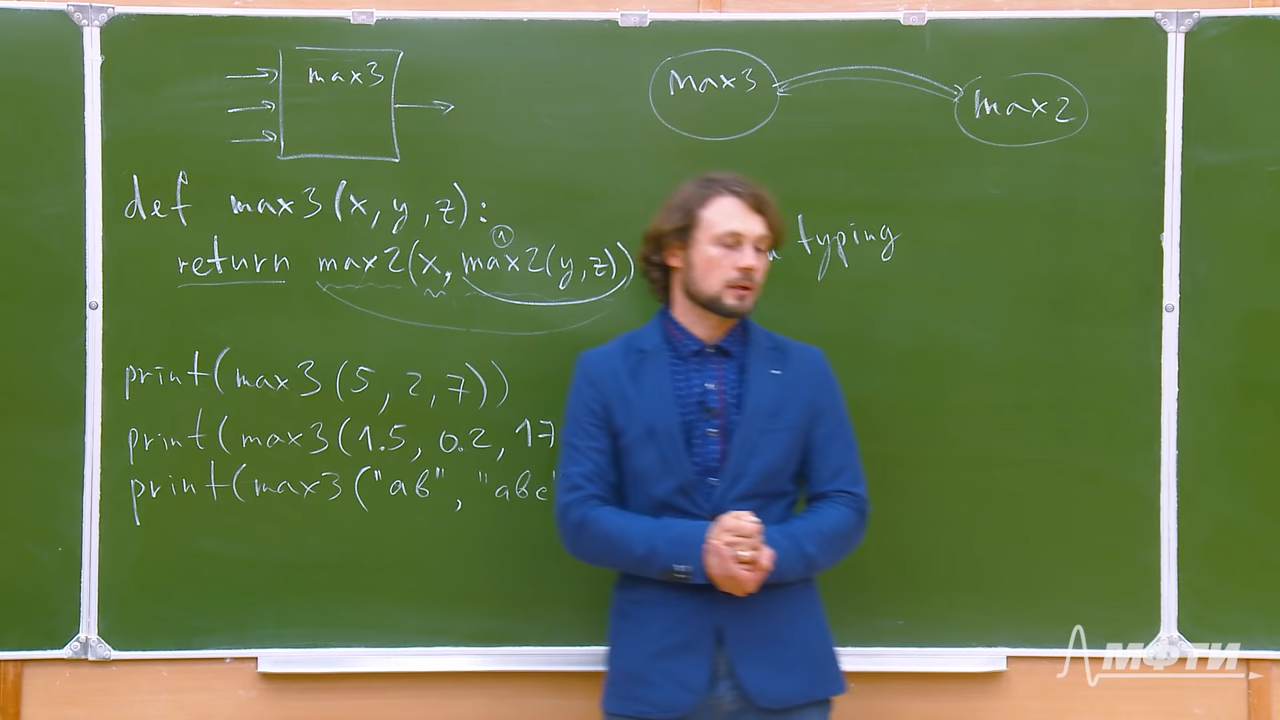 max3
max3
max2
def max3(x, y, z):
return max2(x, max2(y,z))
1
typing
print(max3(5, 2, 7))
print(max3(1.5, 0.2, 17
print(max3("ab", "abc
МФТИ